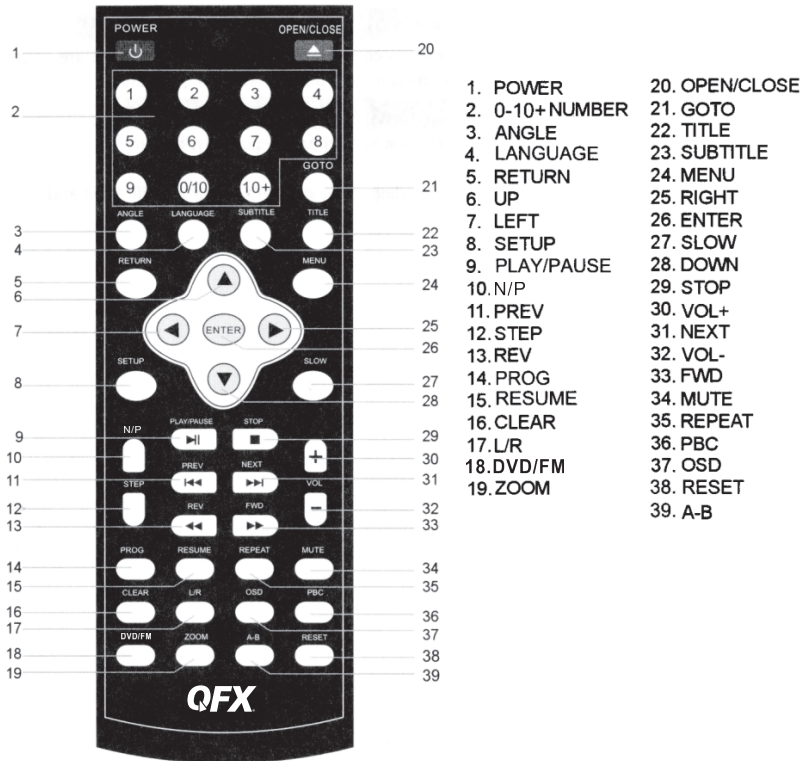 POWER OPEN/CLOSE
1 20
1 2 3 4
2
5 6 7 8
GOTO
9 0/10 10+
21
ANGLE LANGUAGE SUBTITLE TITLE
3 22
4 23
RETURN MENU
5 24
6
7 ENTER 25
26
SETUP SLOW
8 27
28
N/P PLAY/PAUSE STOP
9 29
10 + 30
PREV NEXT
11 31
STEP VOL
12 - 32
REV FWD
13 33
PROG RESUME REPEAT MUTE
14 34
15 35
CLEAR L/R OSD PBC
16 36
17 37
DVD/FM ZOOM A-B RESET
18 38
19 39
QFX
1. POWER
2. 0-10+NUMBER
3. ANGLE
4. LANGUAGE
5. RETURN
6. UP
7. LEFT
8. SETUP
9. PLAY/PAUSE
10. N/P
11. PREV
12. STEP
13. REV
14. PROG
15. RESUME
16. CLEAR
17. L/R
18. DVD/FM
19. ZOOM
20. OPEN/CLOSE
21. GOTO
22. TITLE
23. SUBTITLE
24. MENU
25. RIGHT
26. ENTER
27. SLOW
28. DOWN
29. STOP
30. VOL+
31. NEXT
32. VOL-
33. FWD
34. MUTE
35. REPEAT
36. PBC
37. OSD
38. RESET
39. A-B